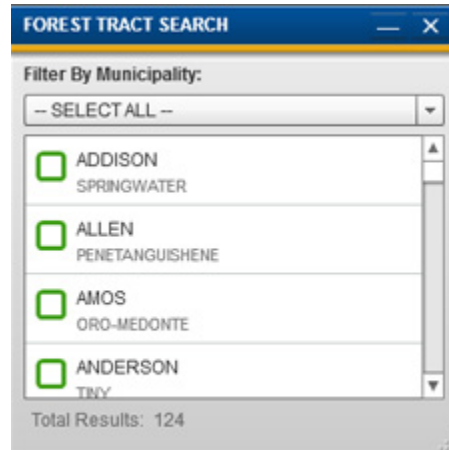 FOREST TRACT SEARCH
Filter By Municipality:
-- SELECT ALL --
ADDISON
SPRINGWATER
ALLEN
PENETANGUISHENE
AMOS
ORO-MEDONTE
ANDERSON
TINY
Total Results: 124